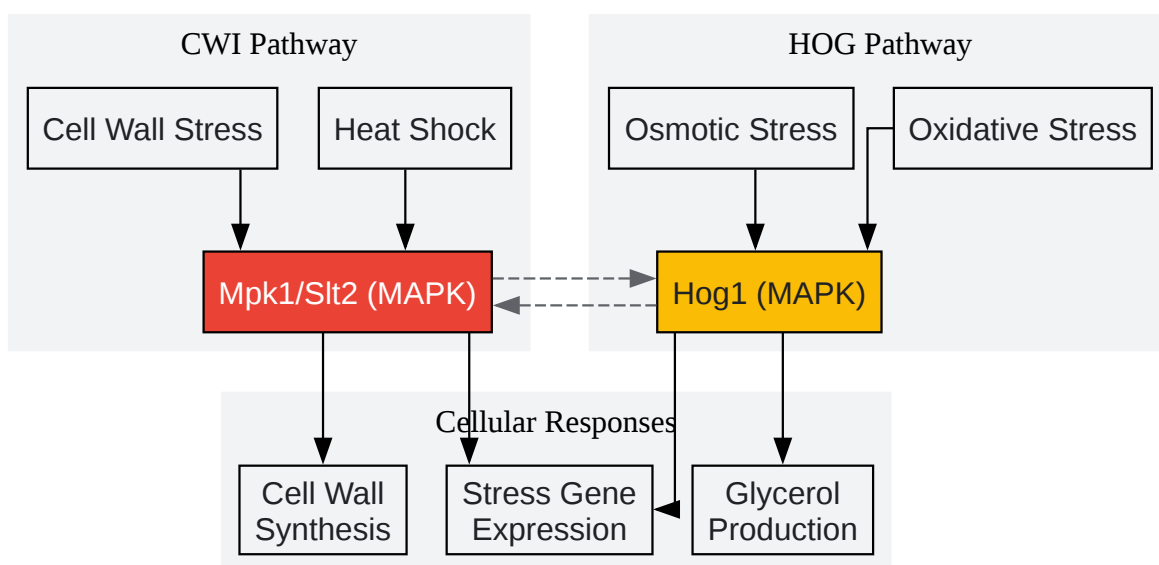 CWI Pathway
HOG Pathway
Cell Wall Stress
Heat Shock
Osmotic Stress
Oxidative Stress
Mpk1/Slt2 (MAPK)
Hog1 (MAPK)
Cellular Responses
Cell Wall
Synthesis
Stress Gene
Expression
Glycerol
Production